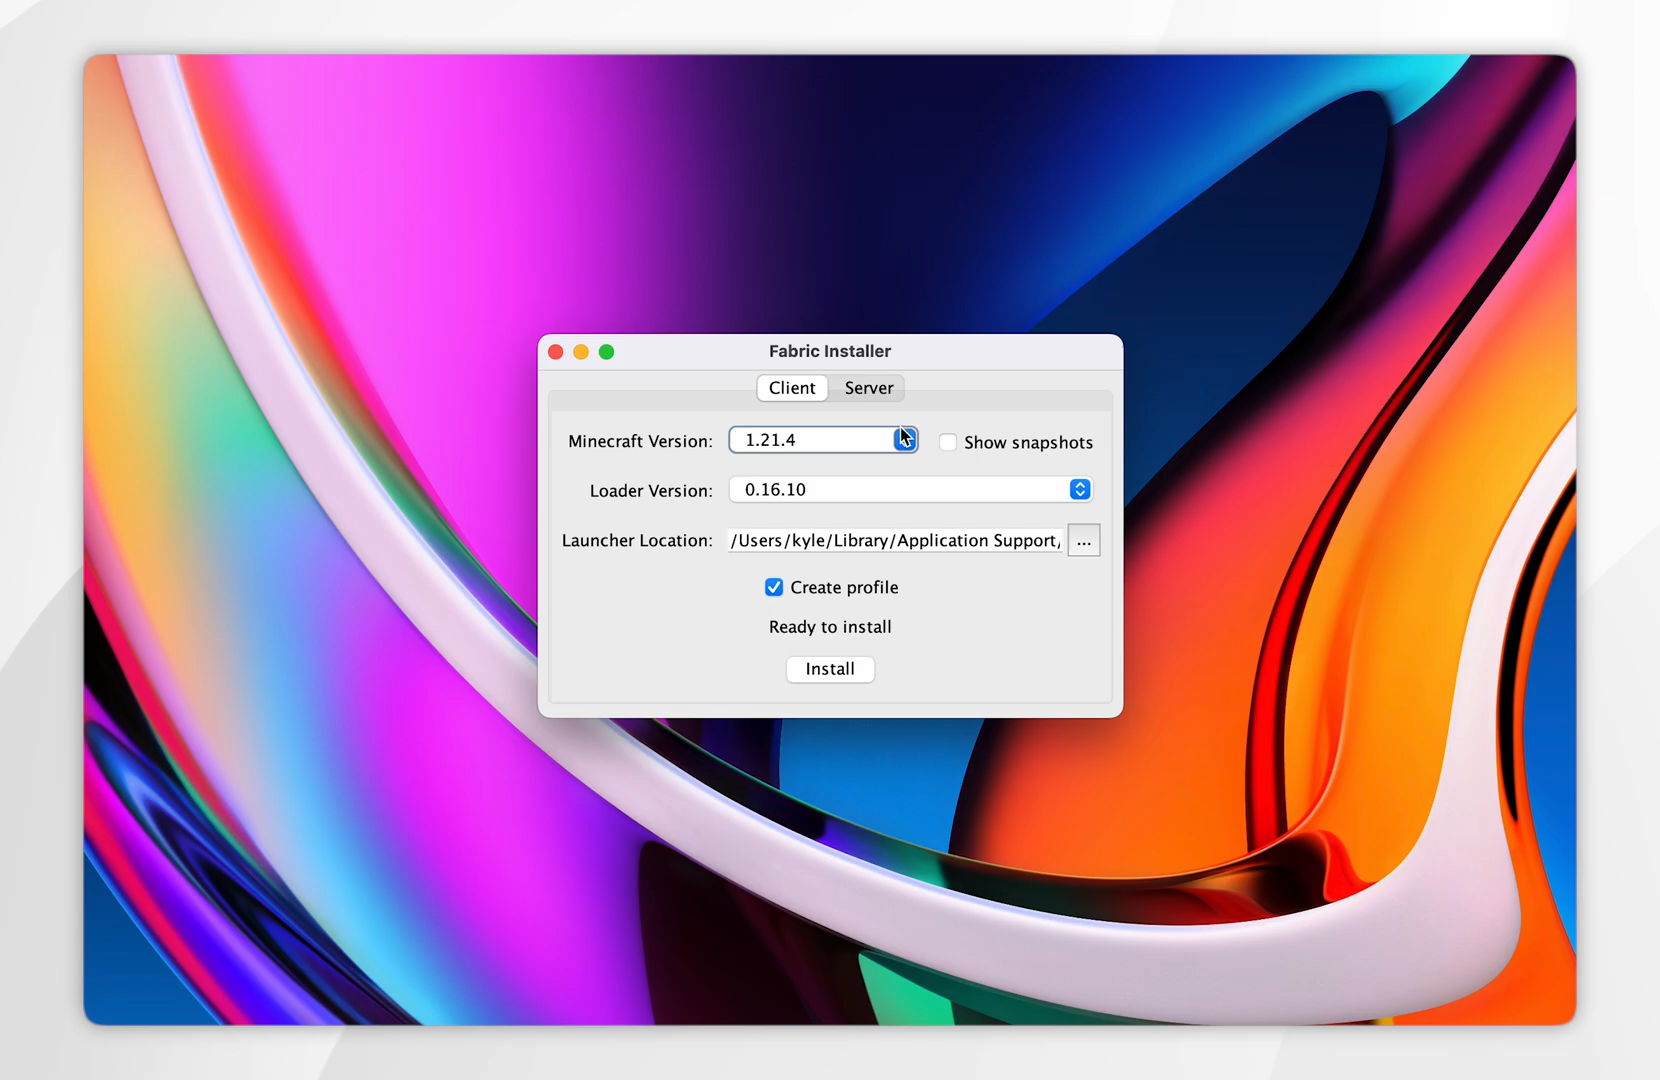 Fabric Installer
Client Server
Minecraft Version: 1.21.4 Show snapshots
Loader Version: 0.16.10
Launcher Location: /Users/kyle/Library/Application Support/ ...
Create profile
Ready to install
Install